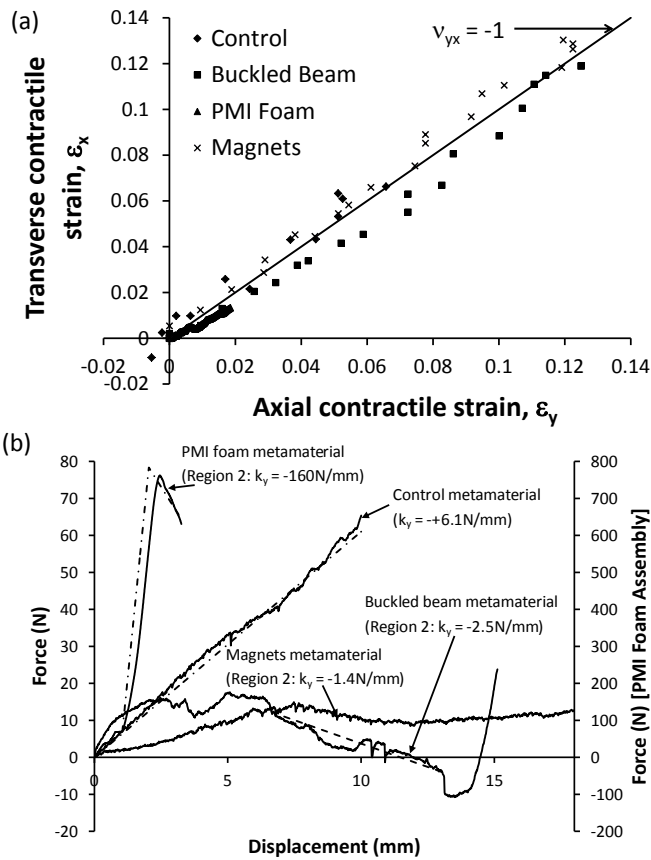 (a)
ν_yx = -1
Control
Buckled Beam
PMI Foam
Magnets
Transverse contractile
strain, ε_x
0.14
0.12
0.10
0.08
0.06
0.04
0.02
0
-0.02
-0.02 0 0.02 0.04 0.06 0.08 0.10 0.12 0.14
Axial contractile strain, ε_y
(b)
PMI foam metamaterial
(Region 2: k_y = -160N/mm)
Control metamaterial
(k_y = -+6.1N/mm)
Buckled beam metamaterial
(Region 2: k_y = -2.5N/mm)
Magnets metamaterial
(Region 2: k_y = -1.4N/mm)
Force (N)
80
70
60
50
40
30
20
10
0
-10
-20
0 5 10 15
Displacement (mm)
800
700
600
500
400
300
200
100
0
-100
-200
Force (N) [PMI Foam Assembly]